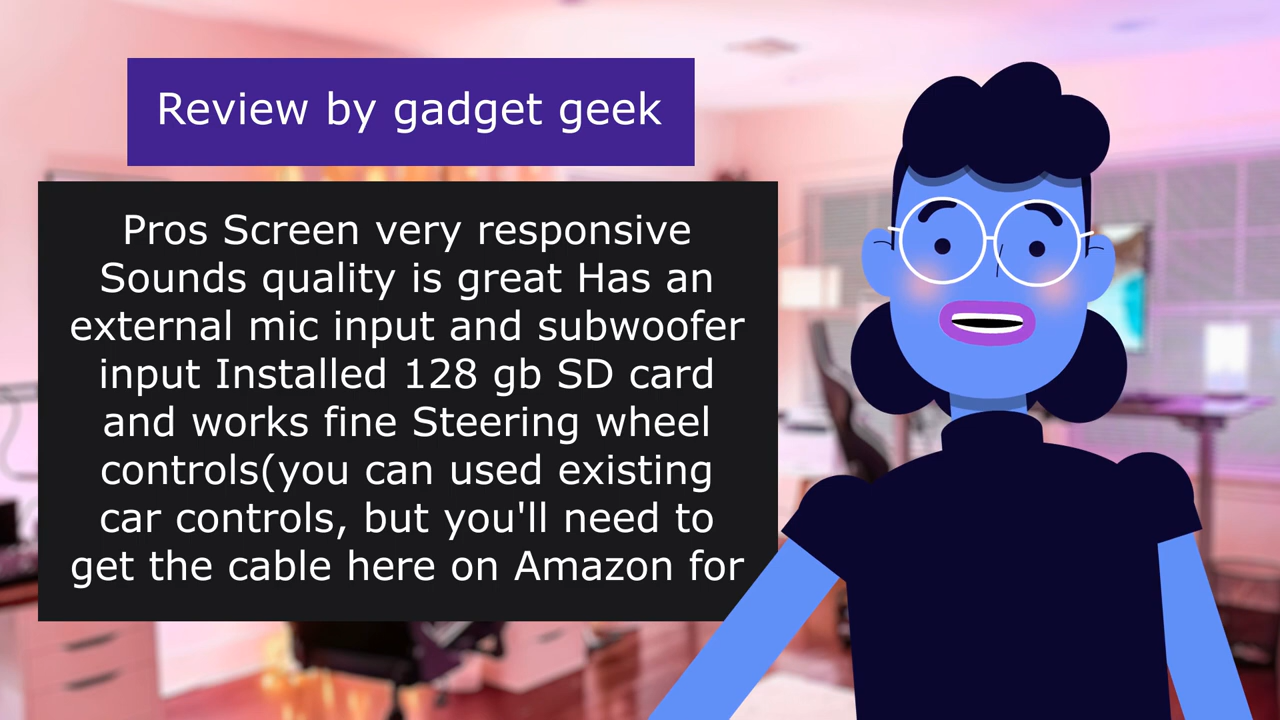 Review by gadget geek
Pros Screen very responsive
Sounds quality is great Has an
external mic input and subwoofer
input Installed 128 gb SD card
and works fine Steering wheel
controls(you can used existing
car controls, but you'll need to
get the cable here on Amazon for